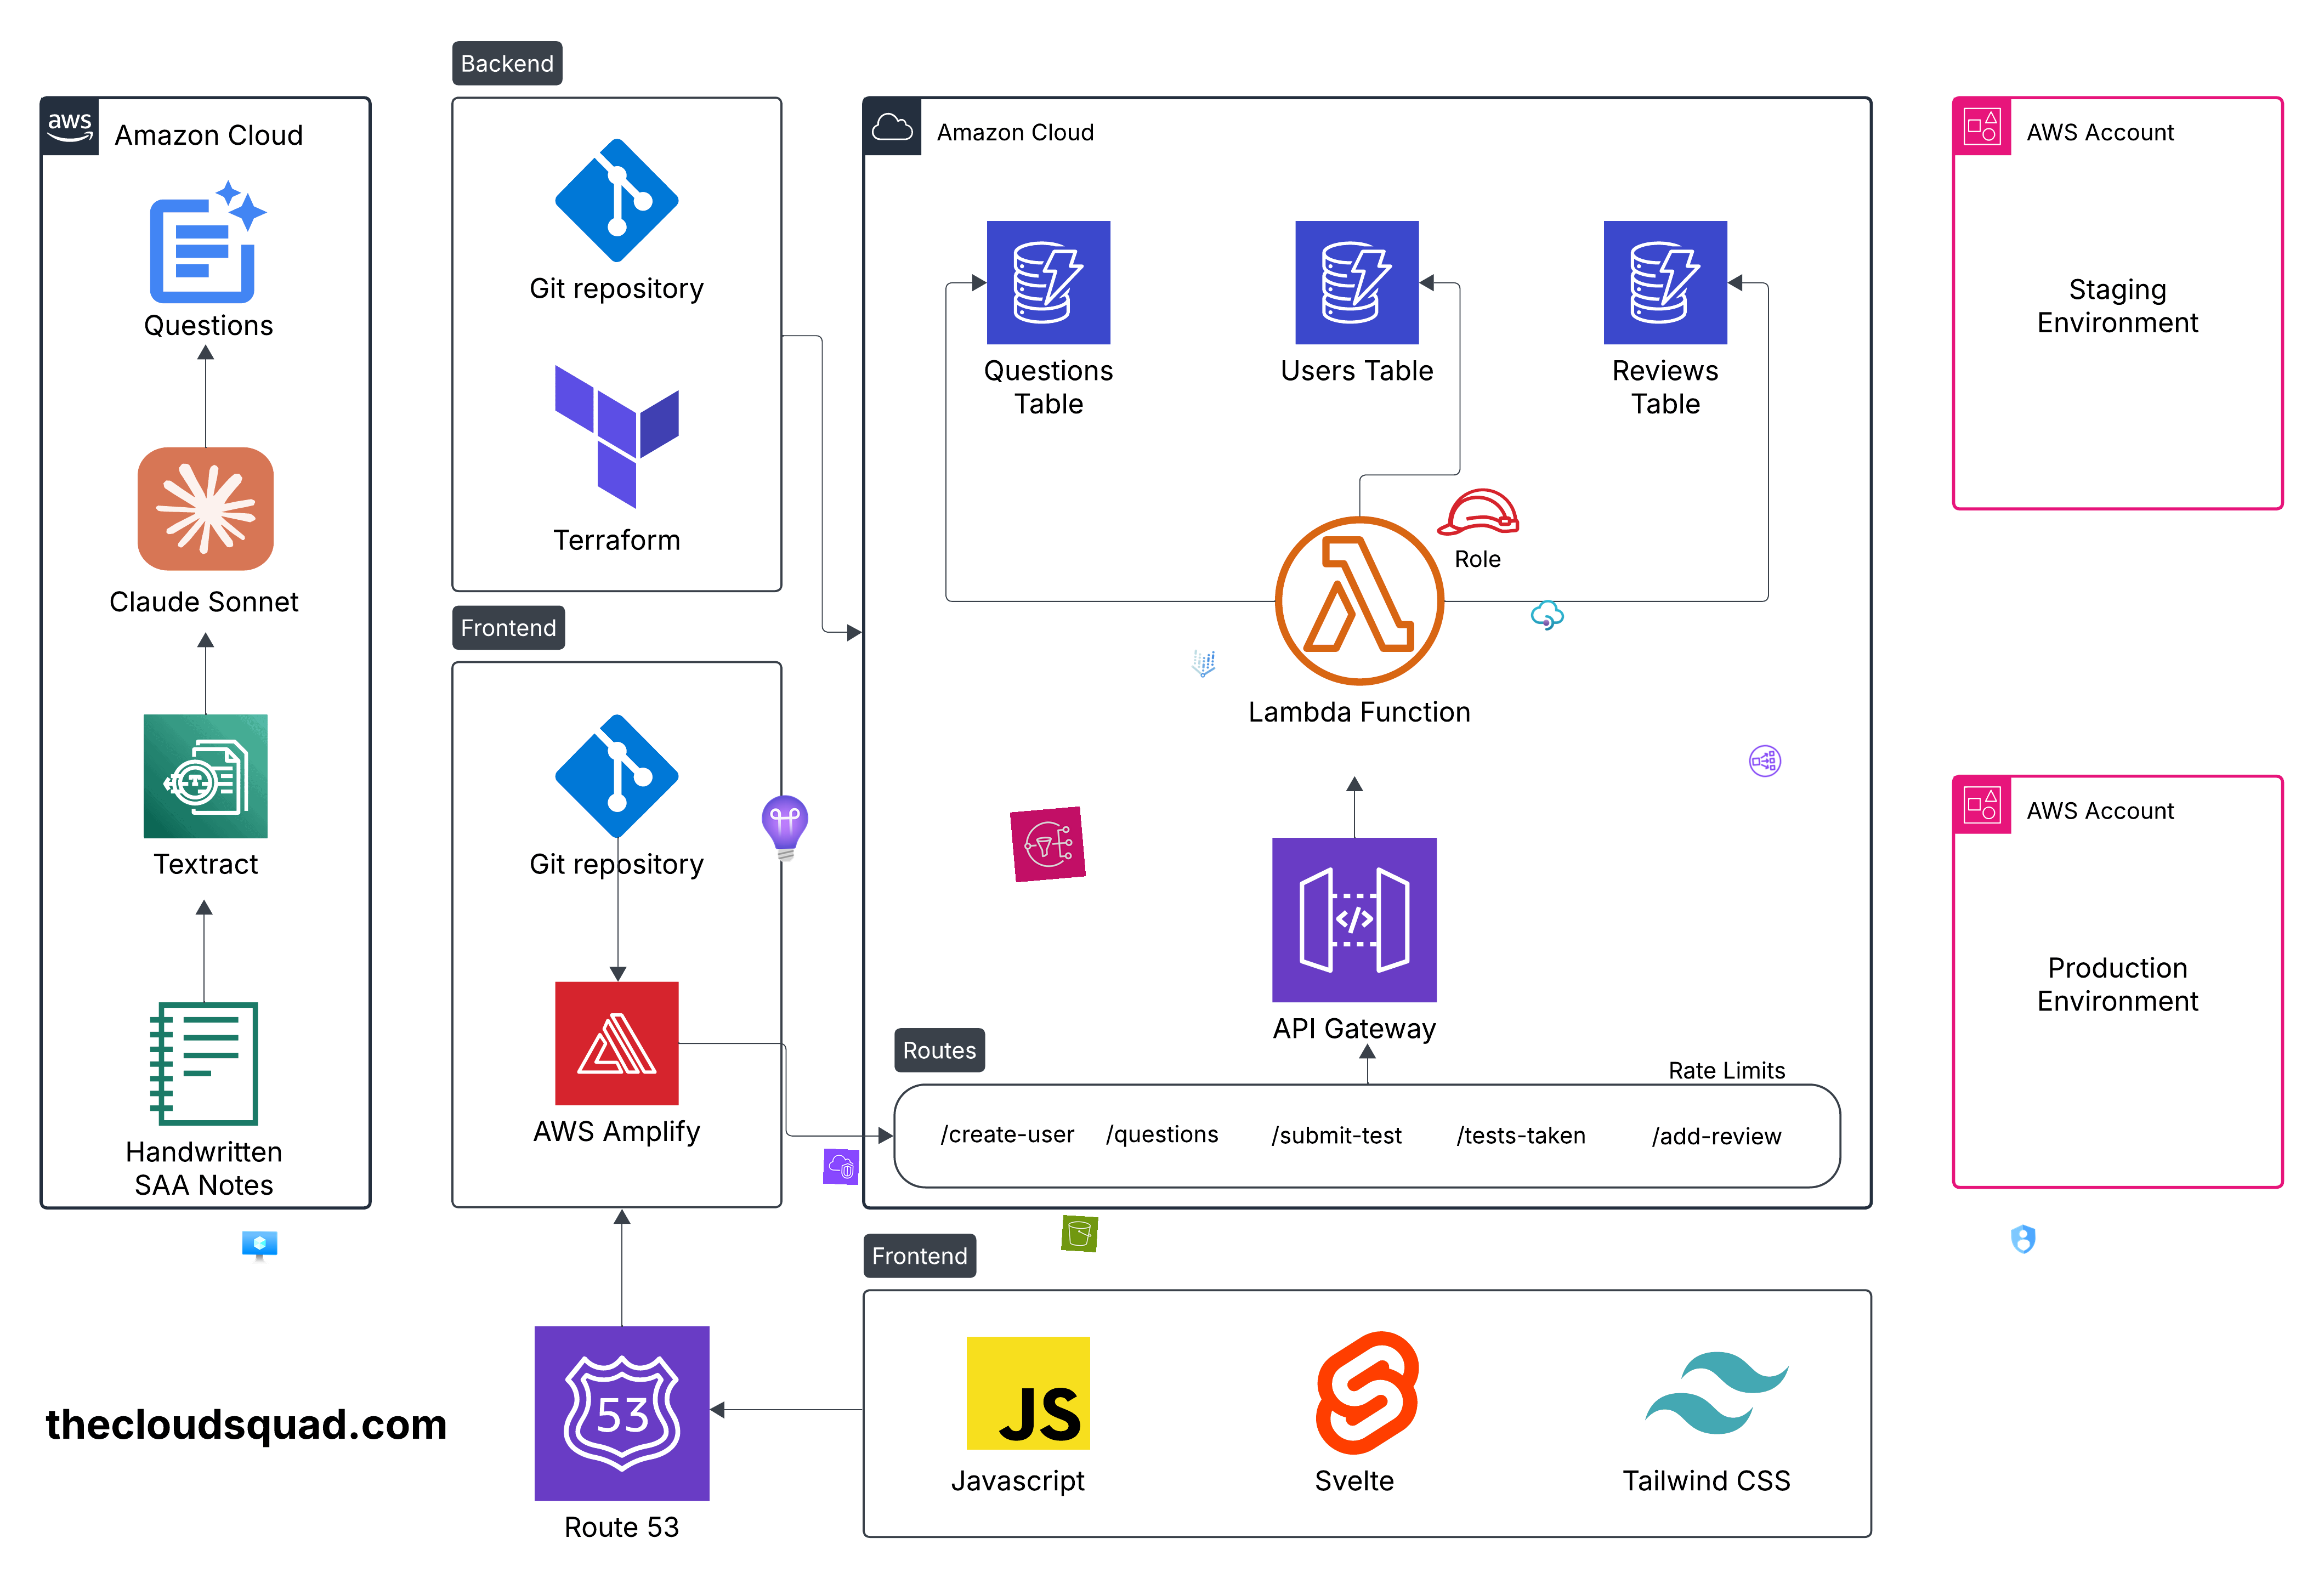 Backend
aws
Amazon Cloud
Questions
Claude Sonnet
Textract
Handwritten
SAA Notes
Git repository
Terraform
Frontend
Git repository
AWS Amplify
Amazon Cloud
Questions
Table
Users Table
Reviews
Table
Role
Lambda Function
API Gateway
Routes
Rate Limits
/create-user
/questions
/submit-test
/tests-taken
/add-review
AWS Account
Staging
Environment
AWS Account
Production
Environment
thecloudsquad.com
53
Route 53
Frontend
JS
Javascript
Svelte
Tailwind CSS